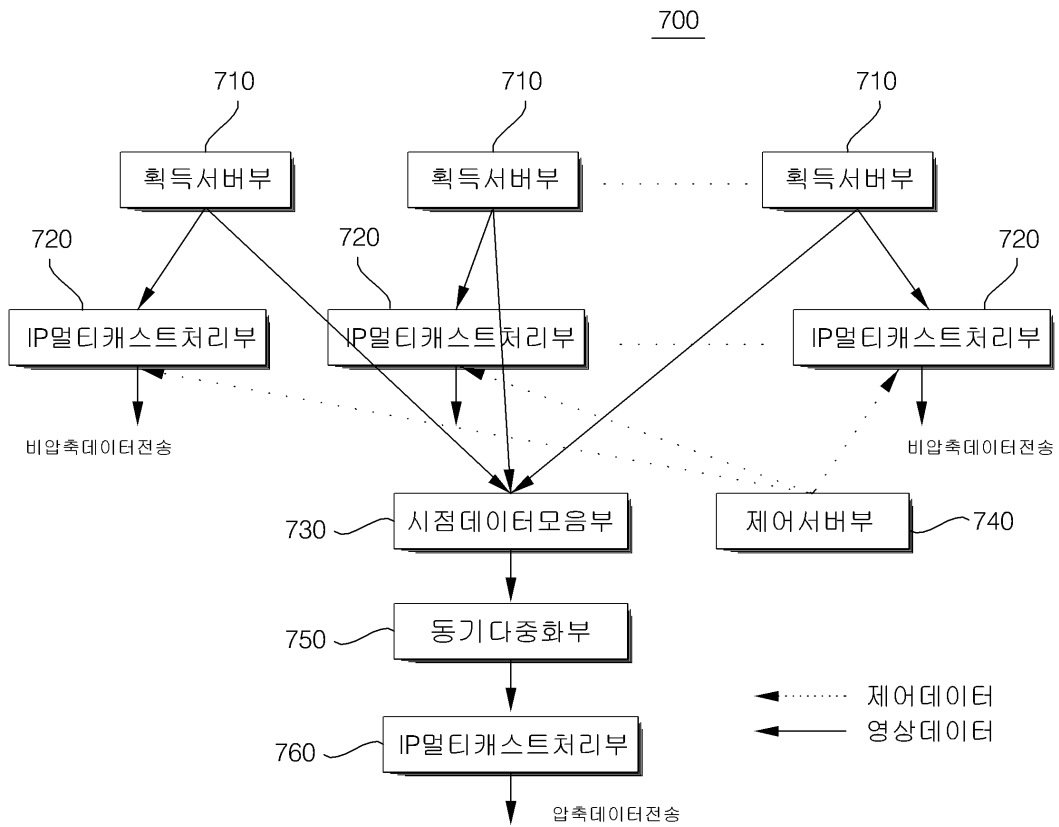 700
710
710
710
획득서버부
획득서버부
획득서버부
720
720
720
IP멀티캐스트처리부
IP멀티캐스트처리부
IP멀티캐스트처리부
비압축데이터전송
비압축데이터전송
730
시점데이터모음부
제어서버부
740
750
동기다중화부
제어데이터
영상데이터
760
IP멀티캐스트처리부
압축데이터전송